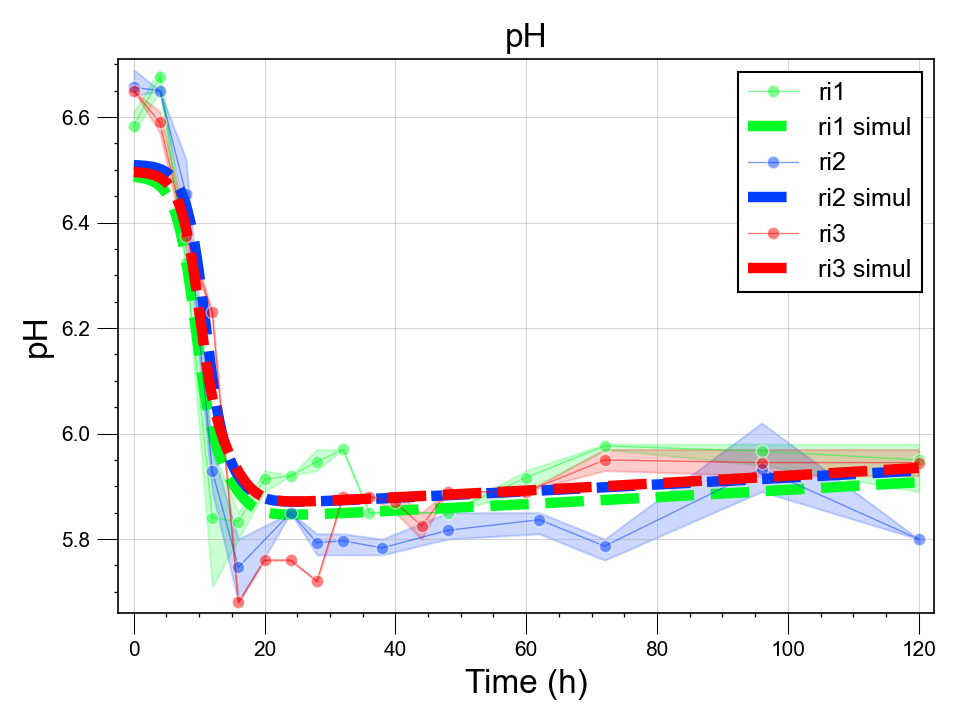 pH
ri1
ri1 simul
ri2
ri2 simul
ri3
ri3 simul
6.6
6.4
6.2
6.0
5.8
pH
0 20 40 60 80 100 120
Time (h)